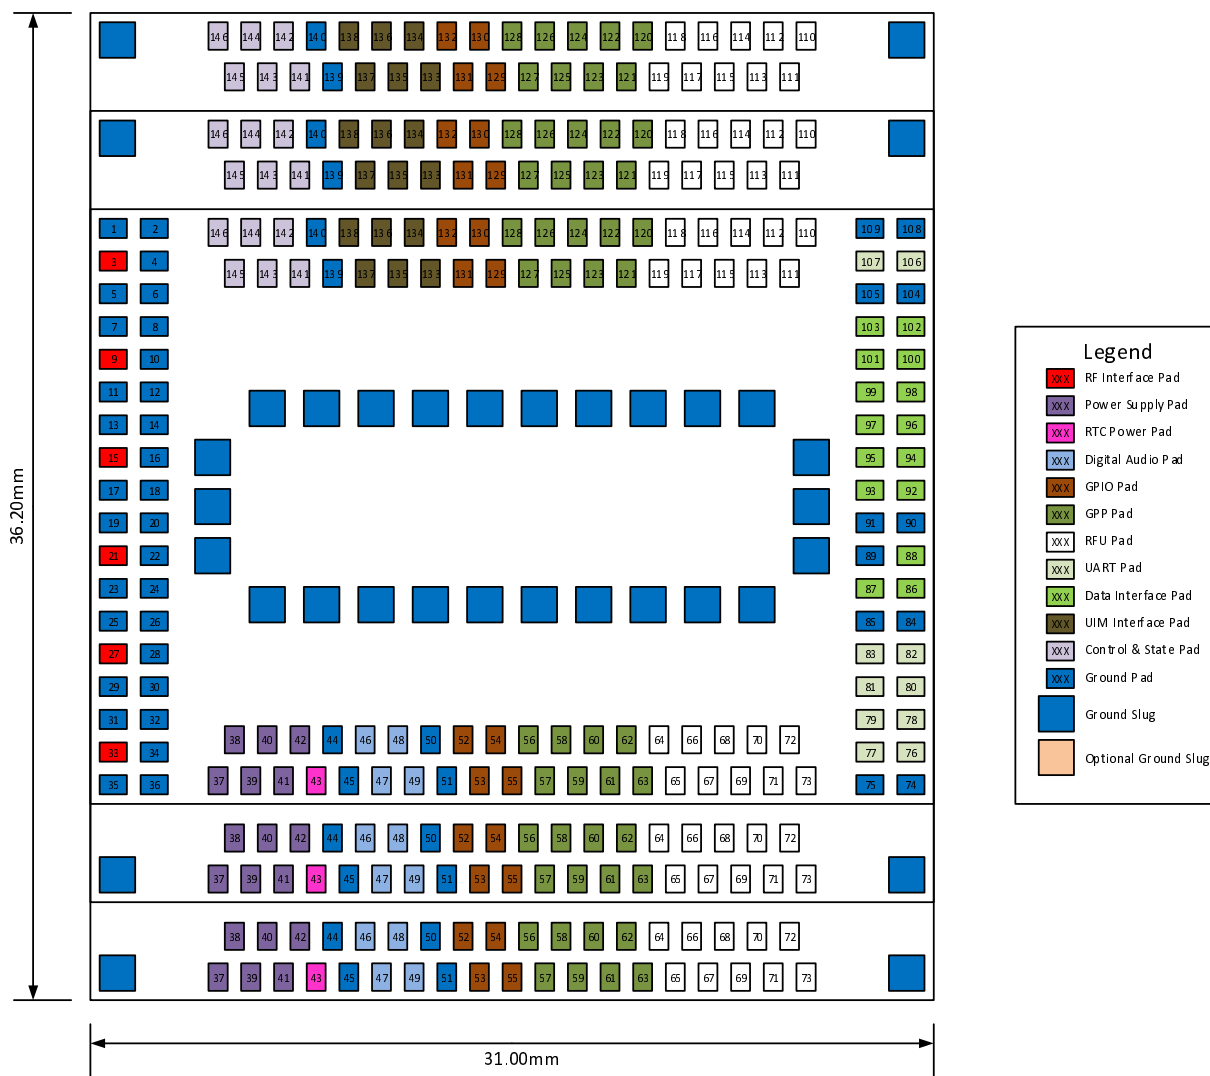 146 144 142 140 138 136 134 132 130 128 126 124 122 120 118 116 114 112 110
145 143 141 139 137 135 133 131 129 127 125 123 121 119 117 115 113 111
146 144 142 140 138 136 134 132 130 128 126 124 122 120 118 116 114 112 110
145 143 141 139 137 135 133 131 129 127 125 123 121 119 117 115 113 111
1 2 146 144 142 140 138 136 134 132 130 128 126 124 122 120 118 116 114 112 110 109 108
3 4 145 143 141 139 137 135 133 131 129 127 125 123 121 119 117 115 113 111 107 106
5 6 105 104
7 8 103 102
9 10 101 100
11 12 99 98
13 14 97 96
15 16 95 94
17 18 93 92
19 20 91 90
21 22 89 88
23 24 87 86
25 26 85 84
27 28 83 82
29 30 81 80
31 32 79 78
38 40 42 44 46 48 50 52 54 56 58 60 62 64 66 68 70 72
33 34 77 76
35 36 37 39 41 43 45 47 49 51 53 55 57 59 61 63 65 67 69 71 73 75 74
38 40 42 44 46 48 50 52 54 56 58 60 62 64 66 68 70 72
37 39 41 43 45 47 49 51 53 55 57 59 61 63 65 67 69 71 73
38 40 42 44 46 48 50 52 54 56 58 60 62 64 66 68 70 72
37 39 41 43 45 47 49 51 53 55 57 59 61 63 65 67 69 71 73
36.20mm
31.00mm
Legend
XXX RF Interface Pad
XXX Power Supply Pad
XXX RTC Power Pad
XXX Digital Audio Pad
XXX GPIO Pad
XXX GPP Pad
XXX RFU Pad
XXX UART Pad
XXX Data Interface Pad
XXX UIM Interface Pad
XXX Control & State Pad
XXX Ground Pad
Ground Slug
Optional Ground Slug